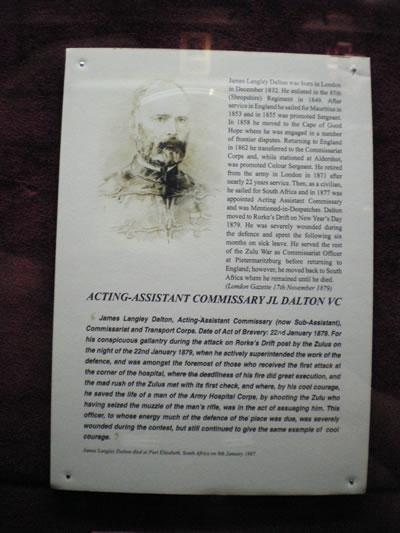 James Langley Dalton was born in London
in December 1832. He enlisted in the 85th
(Shropshire) Regiment in 1849. After
service in England he sailed for Mauritius in
1853 and in 1855 was promoted Sergeant.
In 1858 he moved to the Cape of Good
Hope where he was engaged in a number
of frontier disputes. Returning to England
in 1862 he transferred to the Commissariat
Corps and, while stationed at Aldershot,
was promoted Colour Sergeant. He retired
from the army in London in 1871 after
nearly 22 years service. Then, as a civilian,
he sailed for South Africa and in 1877 was
appointed Acting Assistant Commissary
and was Mentioned-in-Despatches. Dalton
moved to Rorke's Drift on New Year's Day
1879. He was severely wounded during
the defence and spent the following six
months on sick leave. He served the rest
of the Zulu War as Commissariat Officer
at Pietermaritzburg before returning to
England; however, he moved back to South
Africa where he remained until he died.
(London Gazette 17th November 1879)
ACTING-ASSISTANT COMMISSARY JL DALTON VC
James Langley Dalton, Acting-Assistant Commissary (now Sub-Assistant),
Commissariat and Transport Corps. Date of Act of Bravery: 22nd January 1879. For
his conspicuous gallantry during the attack on Rorke's Drift post by the Zulus on
the night of the 22nd January 1879, when he actively superintended the work of the
defence, and was amongst the foremost of those who received the first attack at
the corner of the hospital, where the deadliness of his fire did great execution, and
the mad rush of the Zulus met with its first check, and where, by his cool courage,
he saved the life of a man of the Army Hospital Corps, by shooting the Zulu who
having seized the muzzle of the man's rifle, was in the act of assuaging him. This
officer, to whose energy much of the defence of the place was due, was severely
wounded during the contest, but still continued to give the same example of cool
courage.
James Langley Dalton died at Port Elizabeth, South Africa on 8th January 1887.